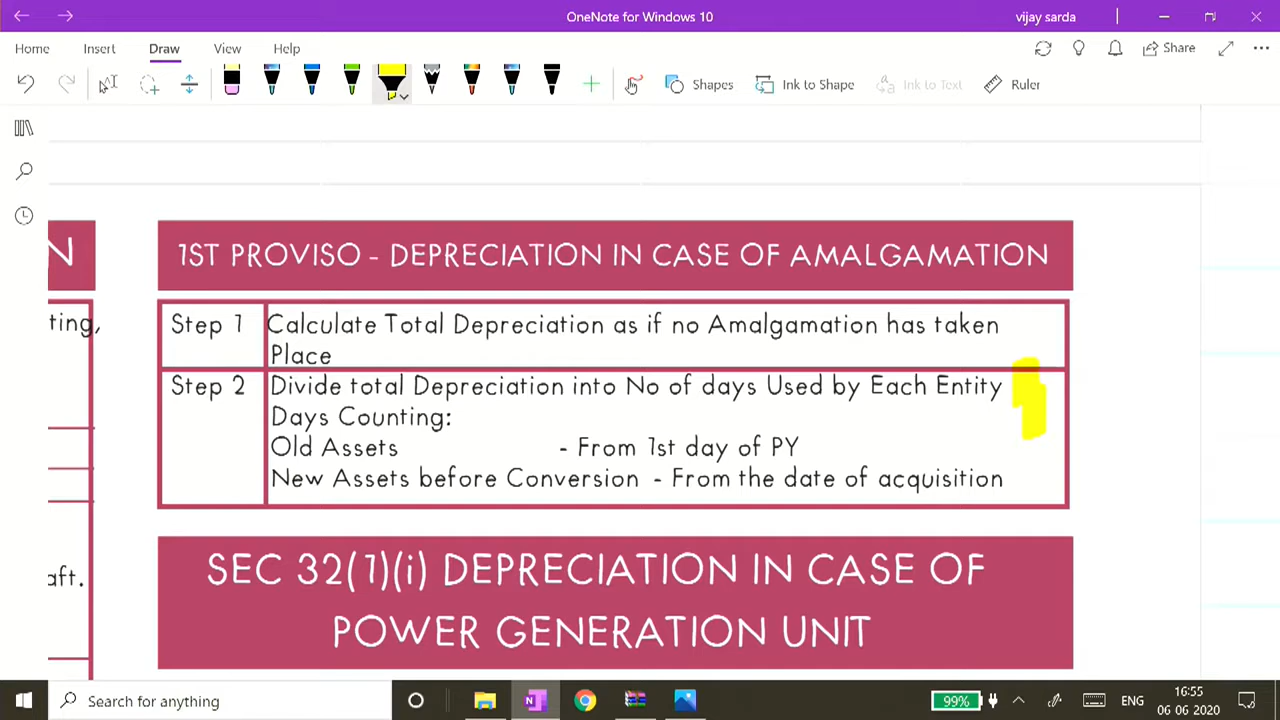 OneNote for Windows 10
vijay sarda
Home Insert Draw View Help
Share
Shapes
Ink to Shape
Ink to Text
Ruler
N
ting,
aft.
1ST PROVISO - DEPRECIATION IN CASE OF AMALGAMATION
Step 1 Calculate Total Depreciation as if no Amalgamation has taken
Place
Step 2 Divide total Depreciation into No of days Used by Each Entity
Days Counting:
Old Assets - From 1st day of PY
New Assets before Conversion - From the date of acquisition
SEC 32(1)(i) DEPRECIATION IN CASE OF
POWER GENERATION UNIT
Search for anything
99%
ENG
16:55
06-06-2020